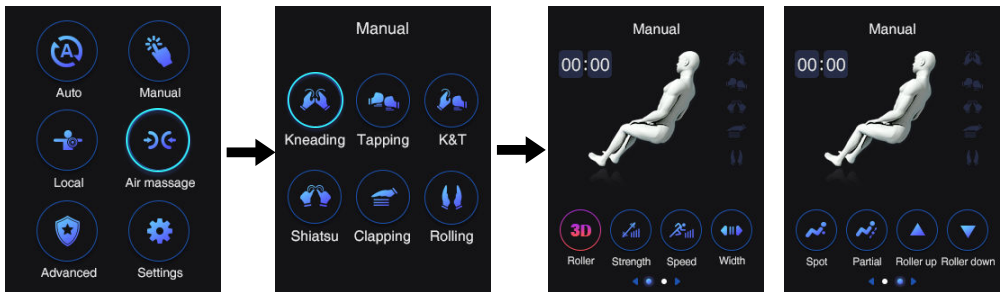 Auto Manual
Local Air massage
Advanced Settings
Manual
Kneading Tapping K&T
Shiatsu Clapping Rolling
Manual
00:00
3D
Roller Strength Speed Width
Manual
00:00
Spot Partial Roller up Roller down